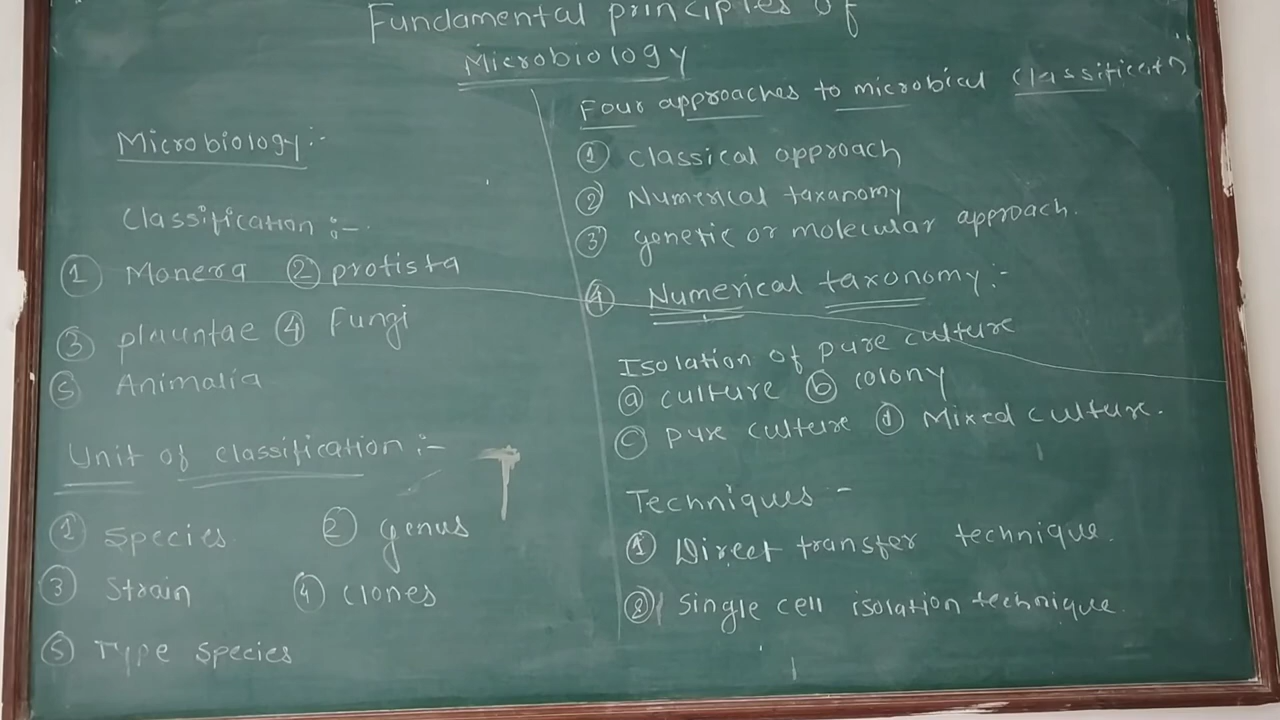 Fundamental principles of
Microbiology
Microbiology:-
Classification :-
① Monera ② protista
③ plauntae ④ Fungi
⑤ Animalia
Unit of classification :-
① Species ② genus
③ Strain ④ clones
⑤ Type species
Four approaches to microbical classification
① classical approach
② Numerical taxanomy
③ genetic or molecular approach.
④ Numerical taxonomy:-
Isolation of pure culture
ⓐ culture ⓑ colony
ⓒ pure culture ⓓ Mixed culture.
Techniques -
① Direct transfer technique.
② Single cell isolation technique.